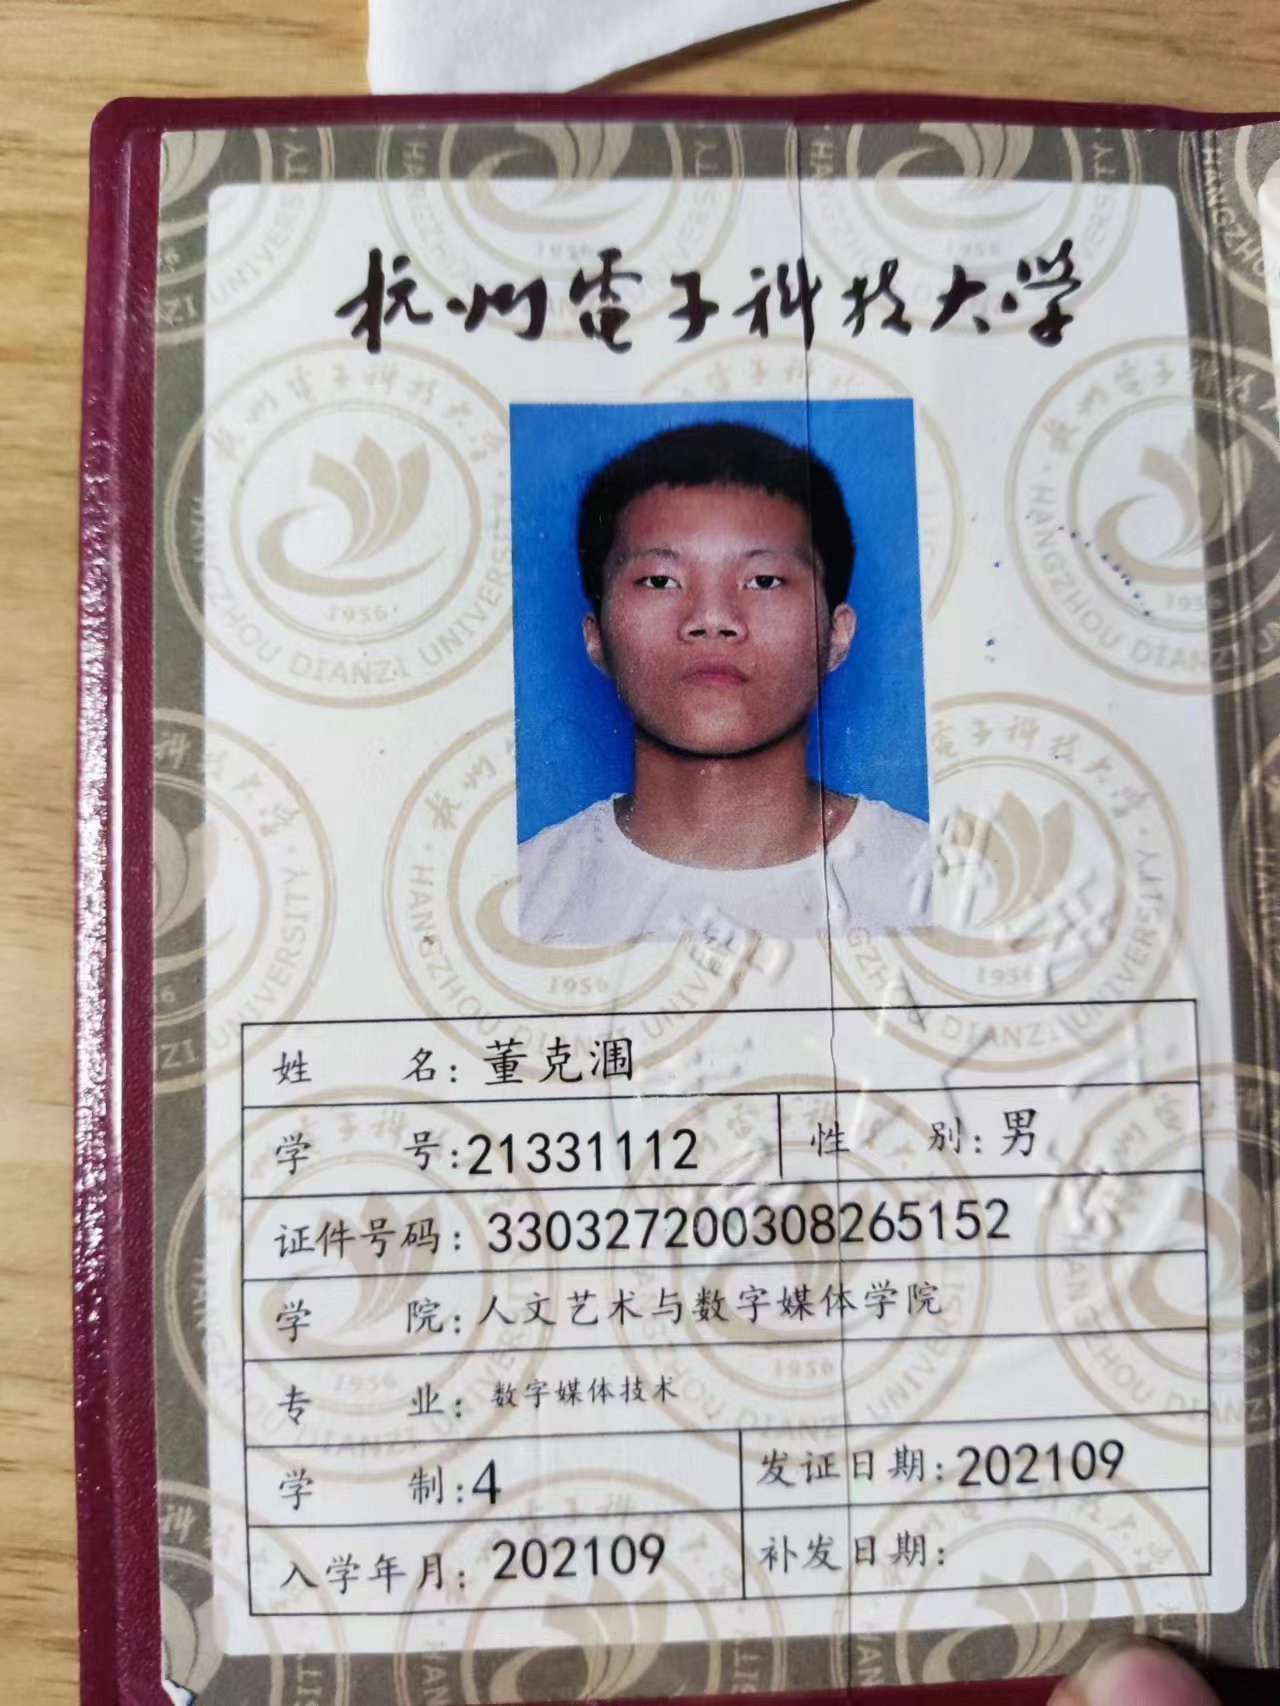 杭州電子科技大学
姓 名: 董克涠
学 号:21331112 性 别: 男
证件号码: 330327200308265152
学 院: 人文艺术与数字媒体学院
专 业: 数字媒体技术
学 制:4 发证日期:202109
入学年月: 202109 补发日期:
HANGZHOU DIANZI UNIVERSITY
1956